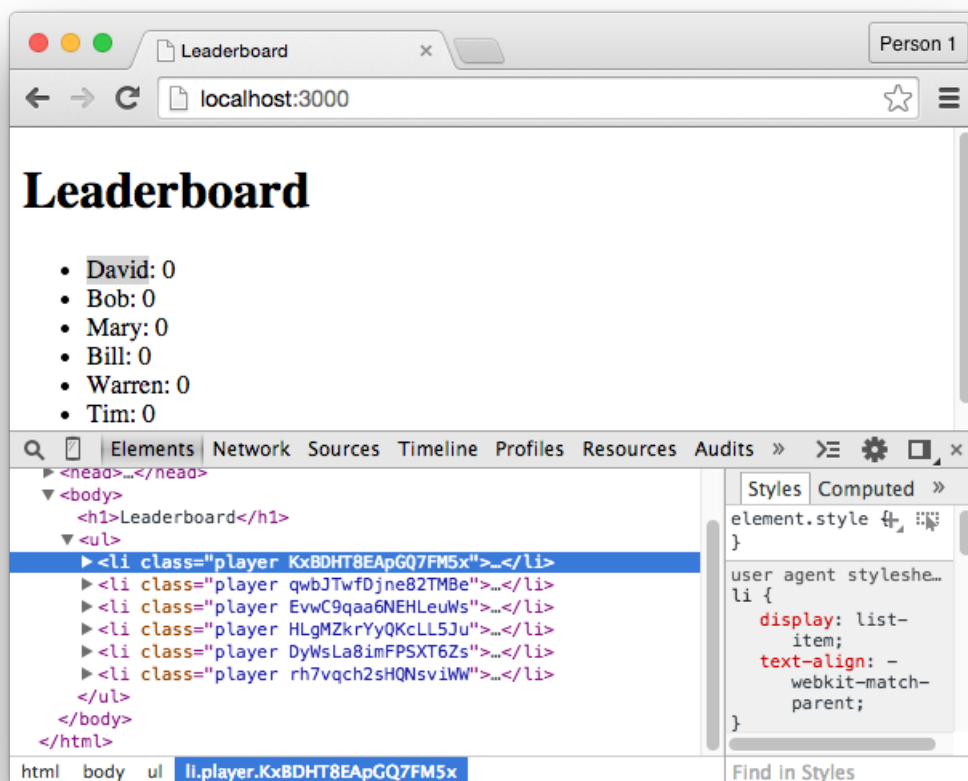 Leaderboard
Person 1
localhost:3000
Leaderboard
• David: 0
• Bob: 0
• Mary: 0
• Bill: 0
• Warren: 0
• Tim: 0
Elements Network Sources Timeline Profiles Resources Audits »
<head>…</head>
▼<body>
<h1>Leaderboard</h1>
▼<ul>
▶<li class="player KxBDHT8EApGQ7FM5x">…</li>
▶<li class="player qwbJTwfDjne82TMBe">…</li>
▶<li class="player EvwC9qaa6NEHLeuWs">…</li>
▶<li class="player HLgMZkrYyQKcLL5Ju">…</li>
▶<li class="player DyWsLa8imFPSXT6Zs">…</li>
▶<li class="player rh7vqch2sHQNsviWW">…</li>
</ul>
</body>
</html>
html body ul li.player.KxBDHT8EApGQ7FM5x
Styles Computed »
element.style {
}
user agent styleshe…
li {
display: list-
item;
text-align: -
webkit-match-
parent;
}
Find in Styles